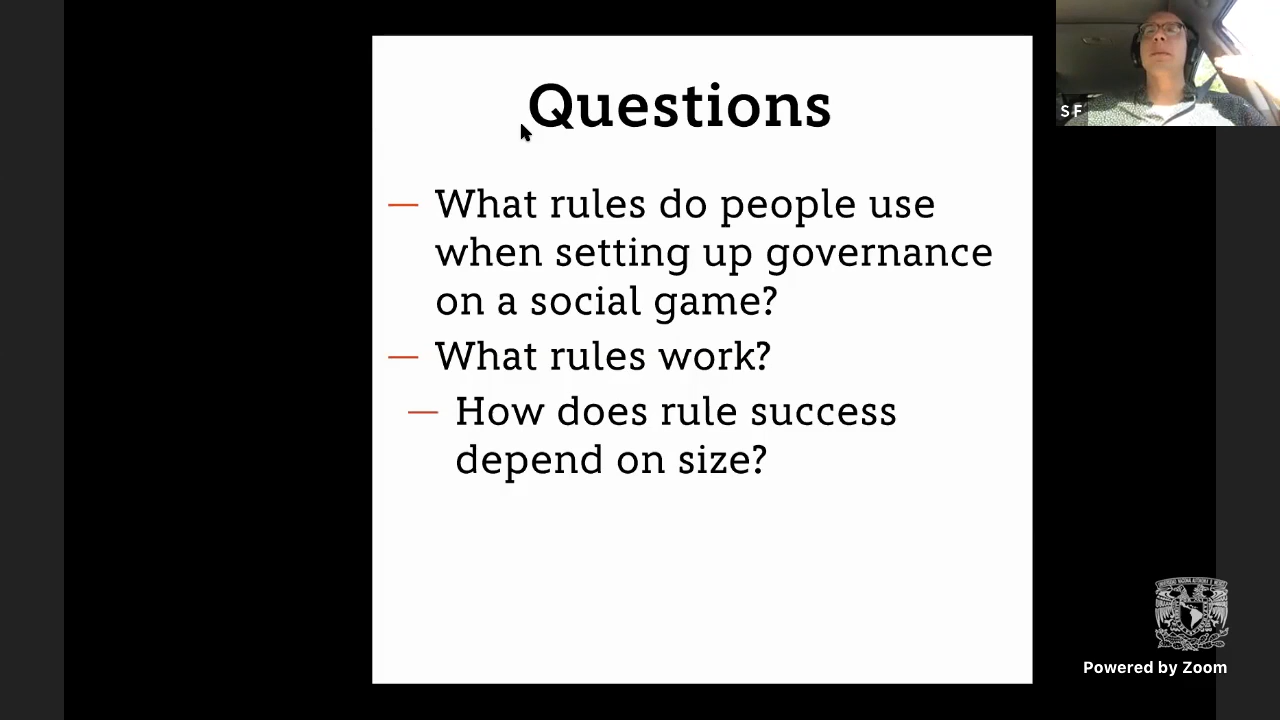 Questions
— What rules do people use
when setting up governance
on a social game?
— What rules work?
— How does rule success
depend on size?
S F
Powered by Zoom